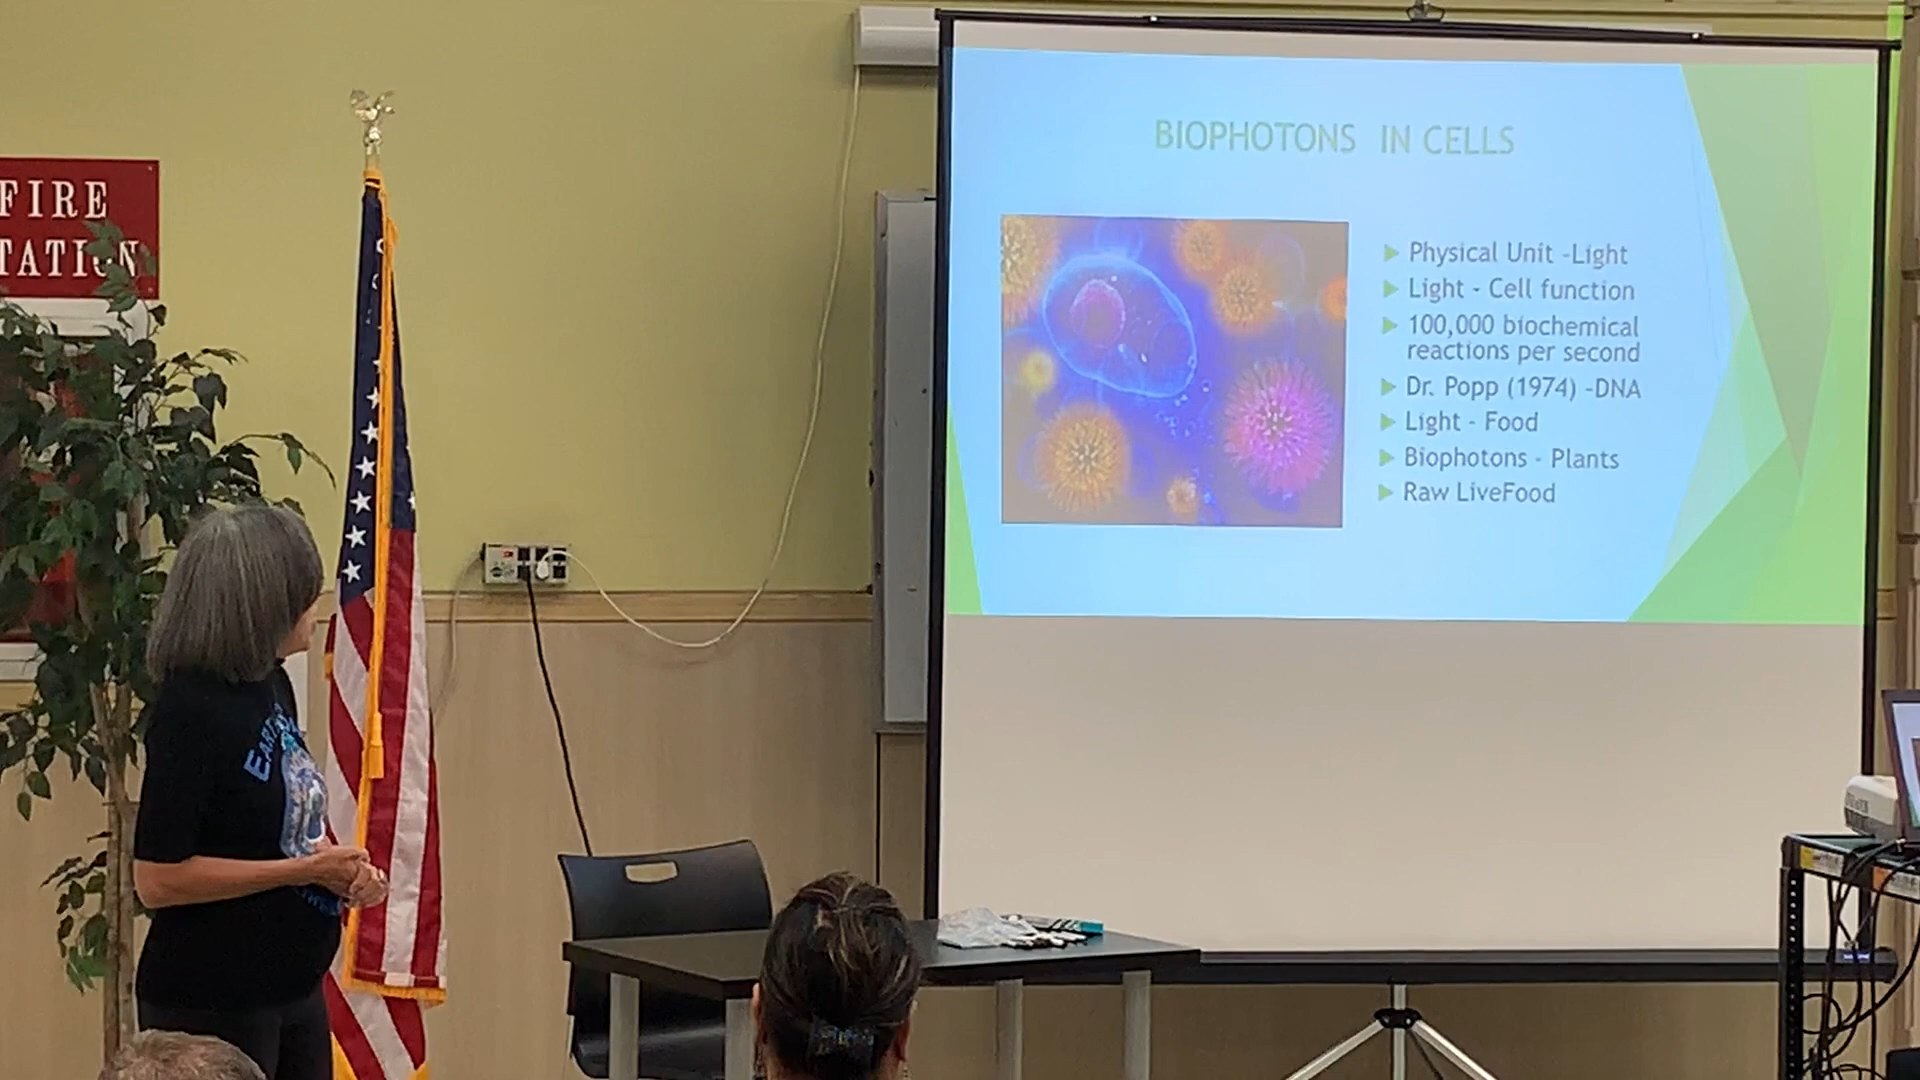 FIRE
TATION
BIOPHOTONS IN CELLS
Physical Unit -Light
Light - Cell function
100,000 biochemical
reactions per second
Dr. Popp (1974) -DNA
Light - Food
Biophotons - Plants
Raw LiveFood